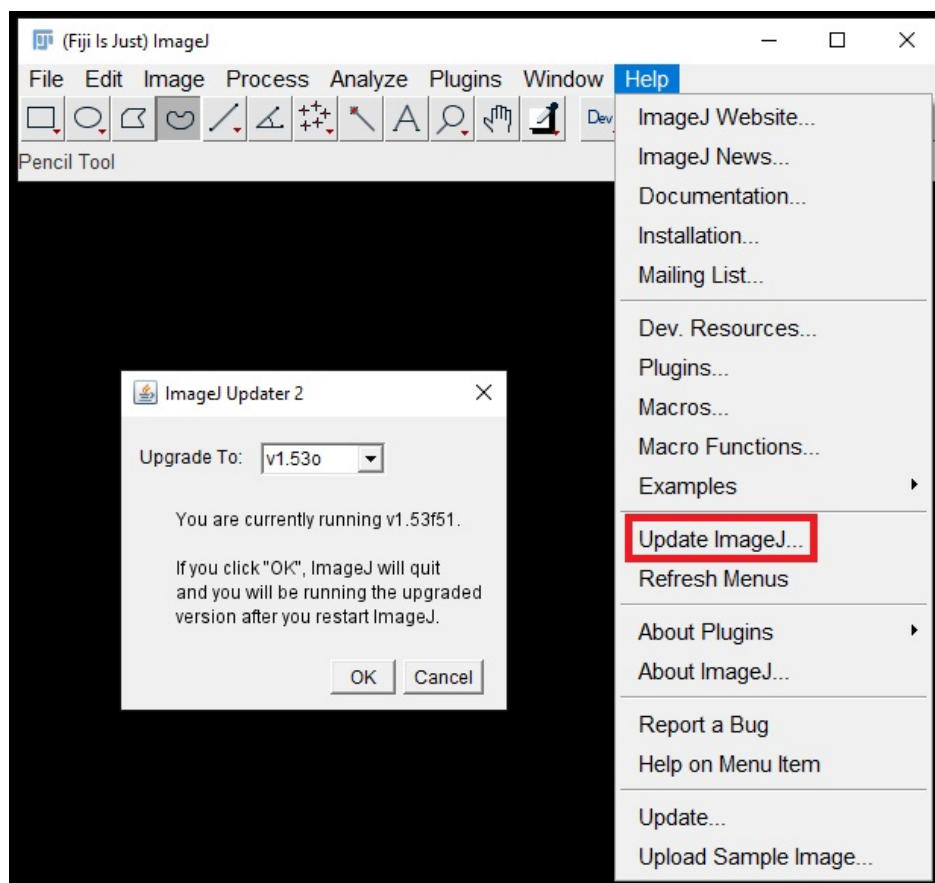 (Fiji Is Just) ImageJ
File Edit Image Process Analyze Plugins Window Help
A Dev
Pencil Tool
ImageJ Website...
ImageJ News...
Documentation...
Installation...
Mailing List...
Dev. Resources...
Plugins...
Macros...
Macro Functions...
Examples
Update ImageJ...
Refresh Menus
About Plugins
About ImageJ...
Report a Bug
Help on Menu Item
Update...
Upload Sample Image...
ImageJ Updater 2
Upgrade To: v1.53o
You are currently running v1.53f51.
If you click "OK", ImageJ will quit
and you will be running the upgraded
version after you restart ImageJ.
OK Cancel